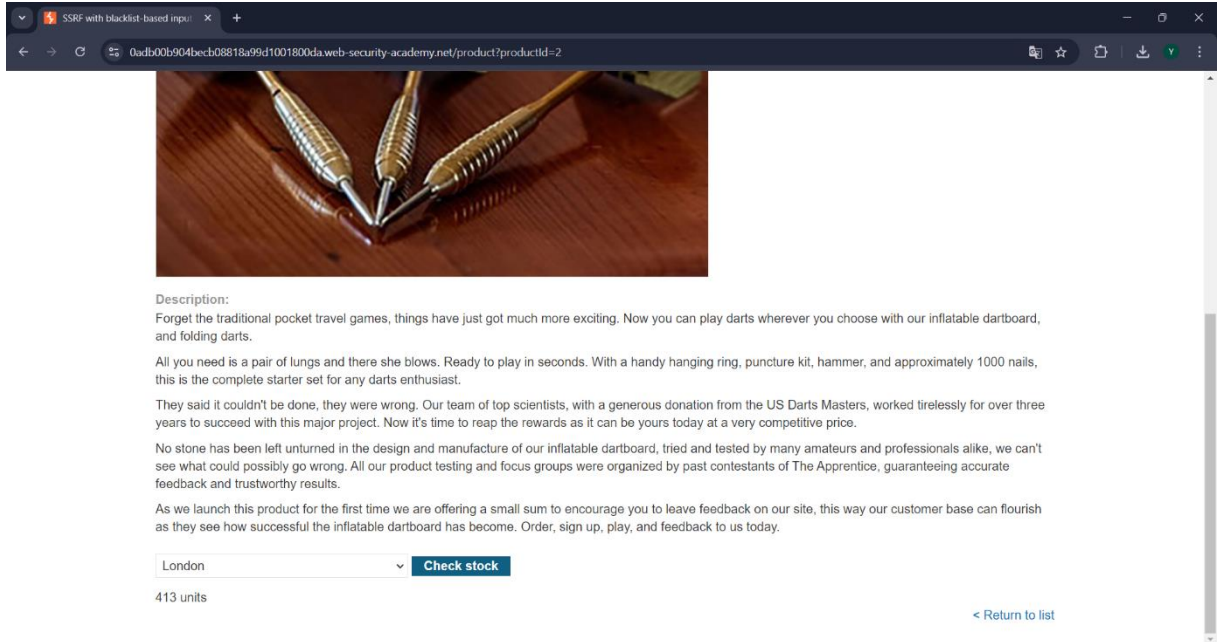 SSRF with blacklist-based input
0adb00b904becb08818a99d1001800da.web-security-academy.net/product?productId=2
Y
Description:
Forget the traditional pocket travel games, things have just got much more exciting. Now you can play darts wherever you choose with our inflatable dartboard,
and folding darts.
All you need is a pair of lungs and there she blows. Ready to play in seconds. With a handy hanging ring, puncture kit, hammer, and approximately 1000 nails,
this is the complete starter set for any darts enthusiast.
They said it couldn't be done, they were wrong. Our team of top scientists, with a generous donation from the US Darts Masters, worked tirelessly for over three
years to succeed with this major project. Now it's time to reap the rewards as it can be yours today at a very competitive price.
No stone has been left unturned in the design and manufacture of our inflatable dartboard, tried and tested by many amateurs and professionals alike, we can't
see what could possibly go wrong. All our product testing and focus groups were organized by past contestants of The Apprentice, guaranteeing accurate
feedback and trustworthy results.
As we launch this product for the first time we are offering a small sum to encourage you to leave feedback on our site, this way our customer base can flourish
as they see how successful the inflatable dartboard has become. Order, sign up, play, and feedback to us today.
London
Check stock
413 units
< Return to list